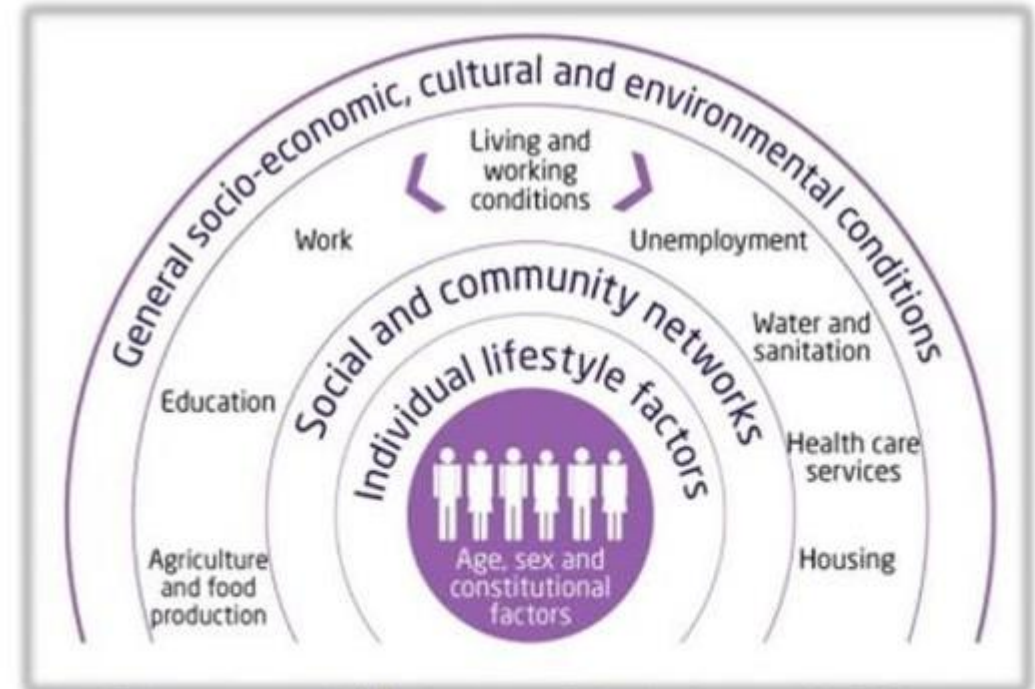 General socio-economic, cultural and environmental conditions
Living and
working
conditions
Work
Unemployment
Social and community networks
Water and
sanitation
Individual lifestyle factors
Education
Health care
services
Agriculture
and food
production
Age, sex and
constitutional
factors
Housing